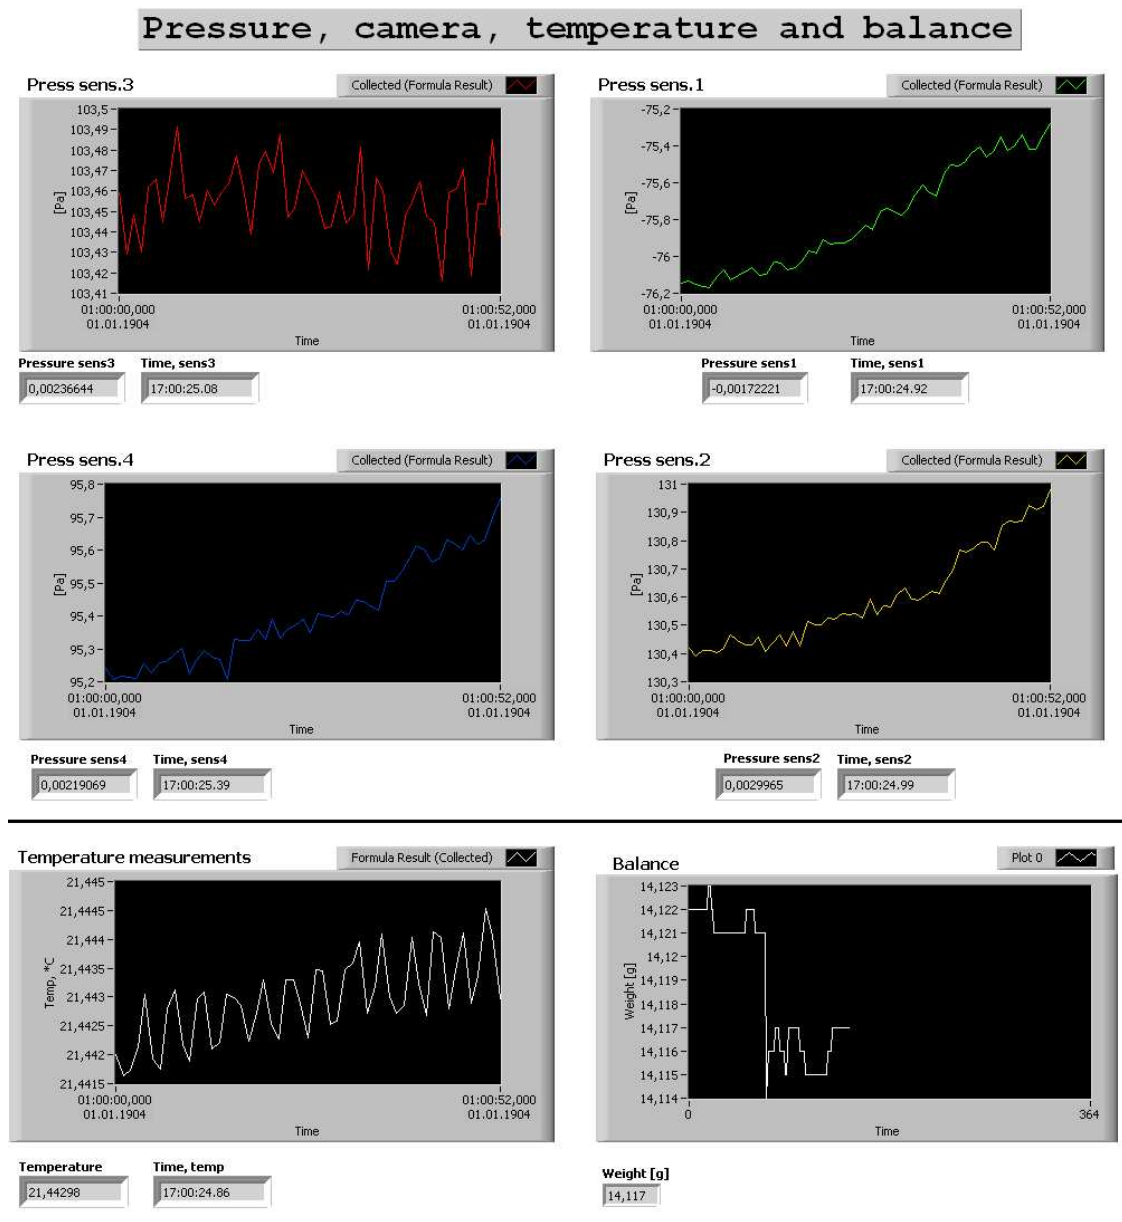 Pressure, camera, temperature and balance
Press sens.3
Collected (Formula Result)
103,5
103,49
103,48
103,47
103,46
103,45
103,44
103,43
103,42
103,41
[Pa]
01:00:00,000
01.01.1904
01:00:52,000
01.01.1904
Time
Pressure sens3
Time, sens3
0,00236644
17:00:25.08
Press sens.1
Collected (Formula Result)
-75,2
-75,4
-75,6
-75,8
-76
-76,2
[Pa]
01:00:00,000
01.01.1904
01:00:52,000
01.01.1904
Time
Pressure sens1
Time, sens1
-0,00172221
17:00:24.92
Press sens.4
Collected (Formula Result)
95,8
95,7
95,6
95,5
95,4
95,3
95,2
[Pa]
01:00:00,000
01.01.1904
01:00:52,000
01.01.1904
Time
Pressure sens4
Time, sens4
0,00219069
17:00:25.39
Press sens.2
Collected (Formula Result)
131
130,9
130,8
130,7
130,6
130,5
130,4
130,3
[Pa]
01:00:00,000
01.01.1904
01:00:52,000
01.01.1904
Time
Pressure sens2
Time, sens2
0,0029965
17:00:24.99
Temperature measurements
Formula Result (Collected)
21,445
21,4445
21,444
21,4435
21,443
21,4425
21,442
21,4415
Temp, *C
01:00:00,000
01.01.1904
01:00:52,000
01.01.1904
Time
Temperature
Time, temp
21,44298
17:00:24.86
Balance
Plot 0
14,123
14,122
14,121
14,12
14,119
14,118
14,117
14,116
14,115
14,114
Weight [g]
0
364
Time
Weight [g]
14,117